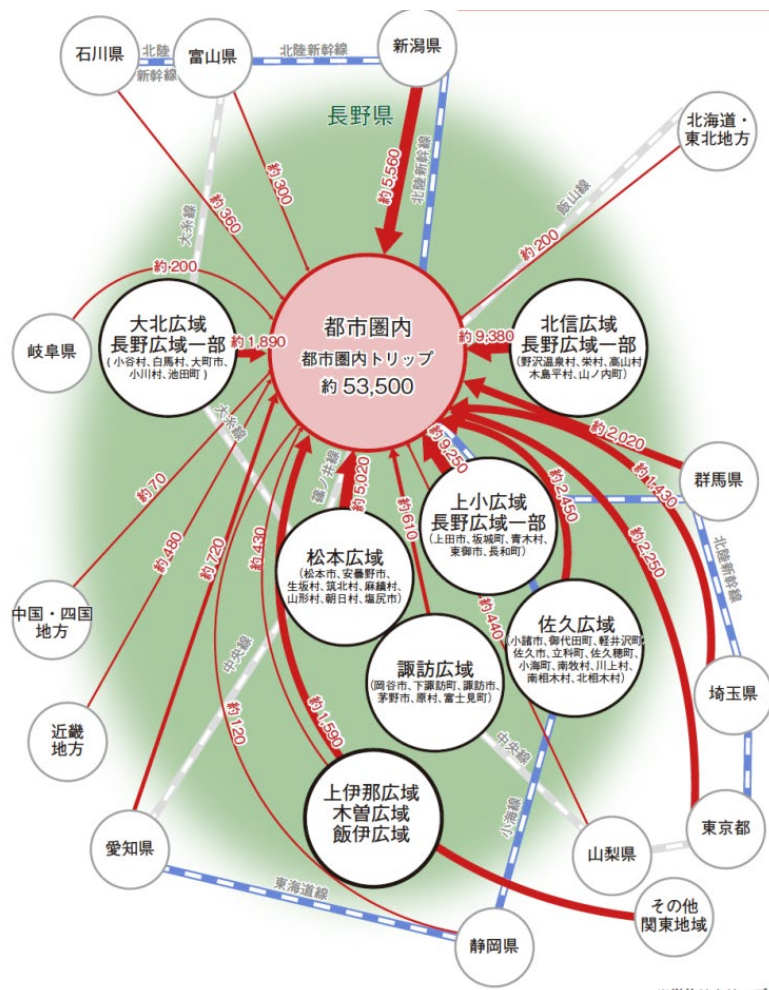 石川県
北陸
新幹線
富山県
北陸新幹線
新潟県
長野県
北海道・
東北地方
大糸線
約300
約360
約5,560
北陸新幹線
飯山線
約200
約200
岐阜県
大北広域
長野広域一部
(小谷村、白馬村、大町市、
小川村、池田町)
約1,890
都市圏内
都市圏内トリップ
約53,500
約9,380
北信広域
長野広域一部
(野沢温泉村、栄村、高山村
木島平村、山ノ内町)
大糸線
篠ノ井線
約5,020
約9,250
約2,020
群馬県
約1,430
約70
約480
約720
約430
約610
約2,450
約2,250
上小広域
長野広域一部
(上田市、坂城町、青木村、
東御市、長和町)
北陸新幹線
松本広域
(松本市、安曇野市、
生坂村、筑北村、麻績村、
山形村、朝日村、塩尻市)
中国・四国
地方
約440
佐久広域
(小諸市、御代田町、軽井沢町、
佐久市、立科町、佐久穂町、
小海町、南牧村、川上村、
南相木村、北相木村)
中央線
諏訪広域
(岡谷市、下諏訪町、諏訪市、
茅野市、原村、富士見町)
埼玉県
近畿
地方
約120
約1,590
中央線
小海線
上伊那広域
木曽広域
飯伊広域
愛知県
山梨県
東京都
東海道線
静岡県
その他
関東地域